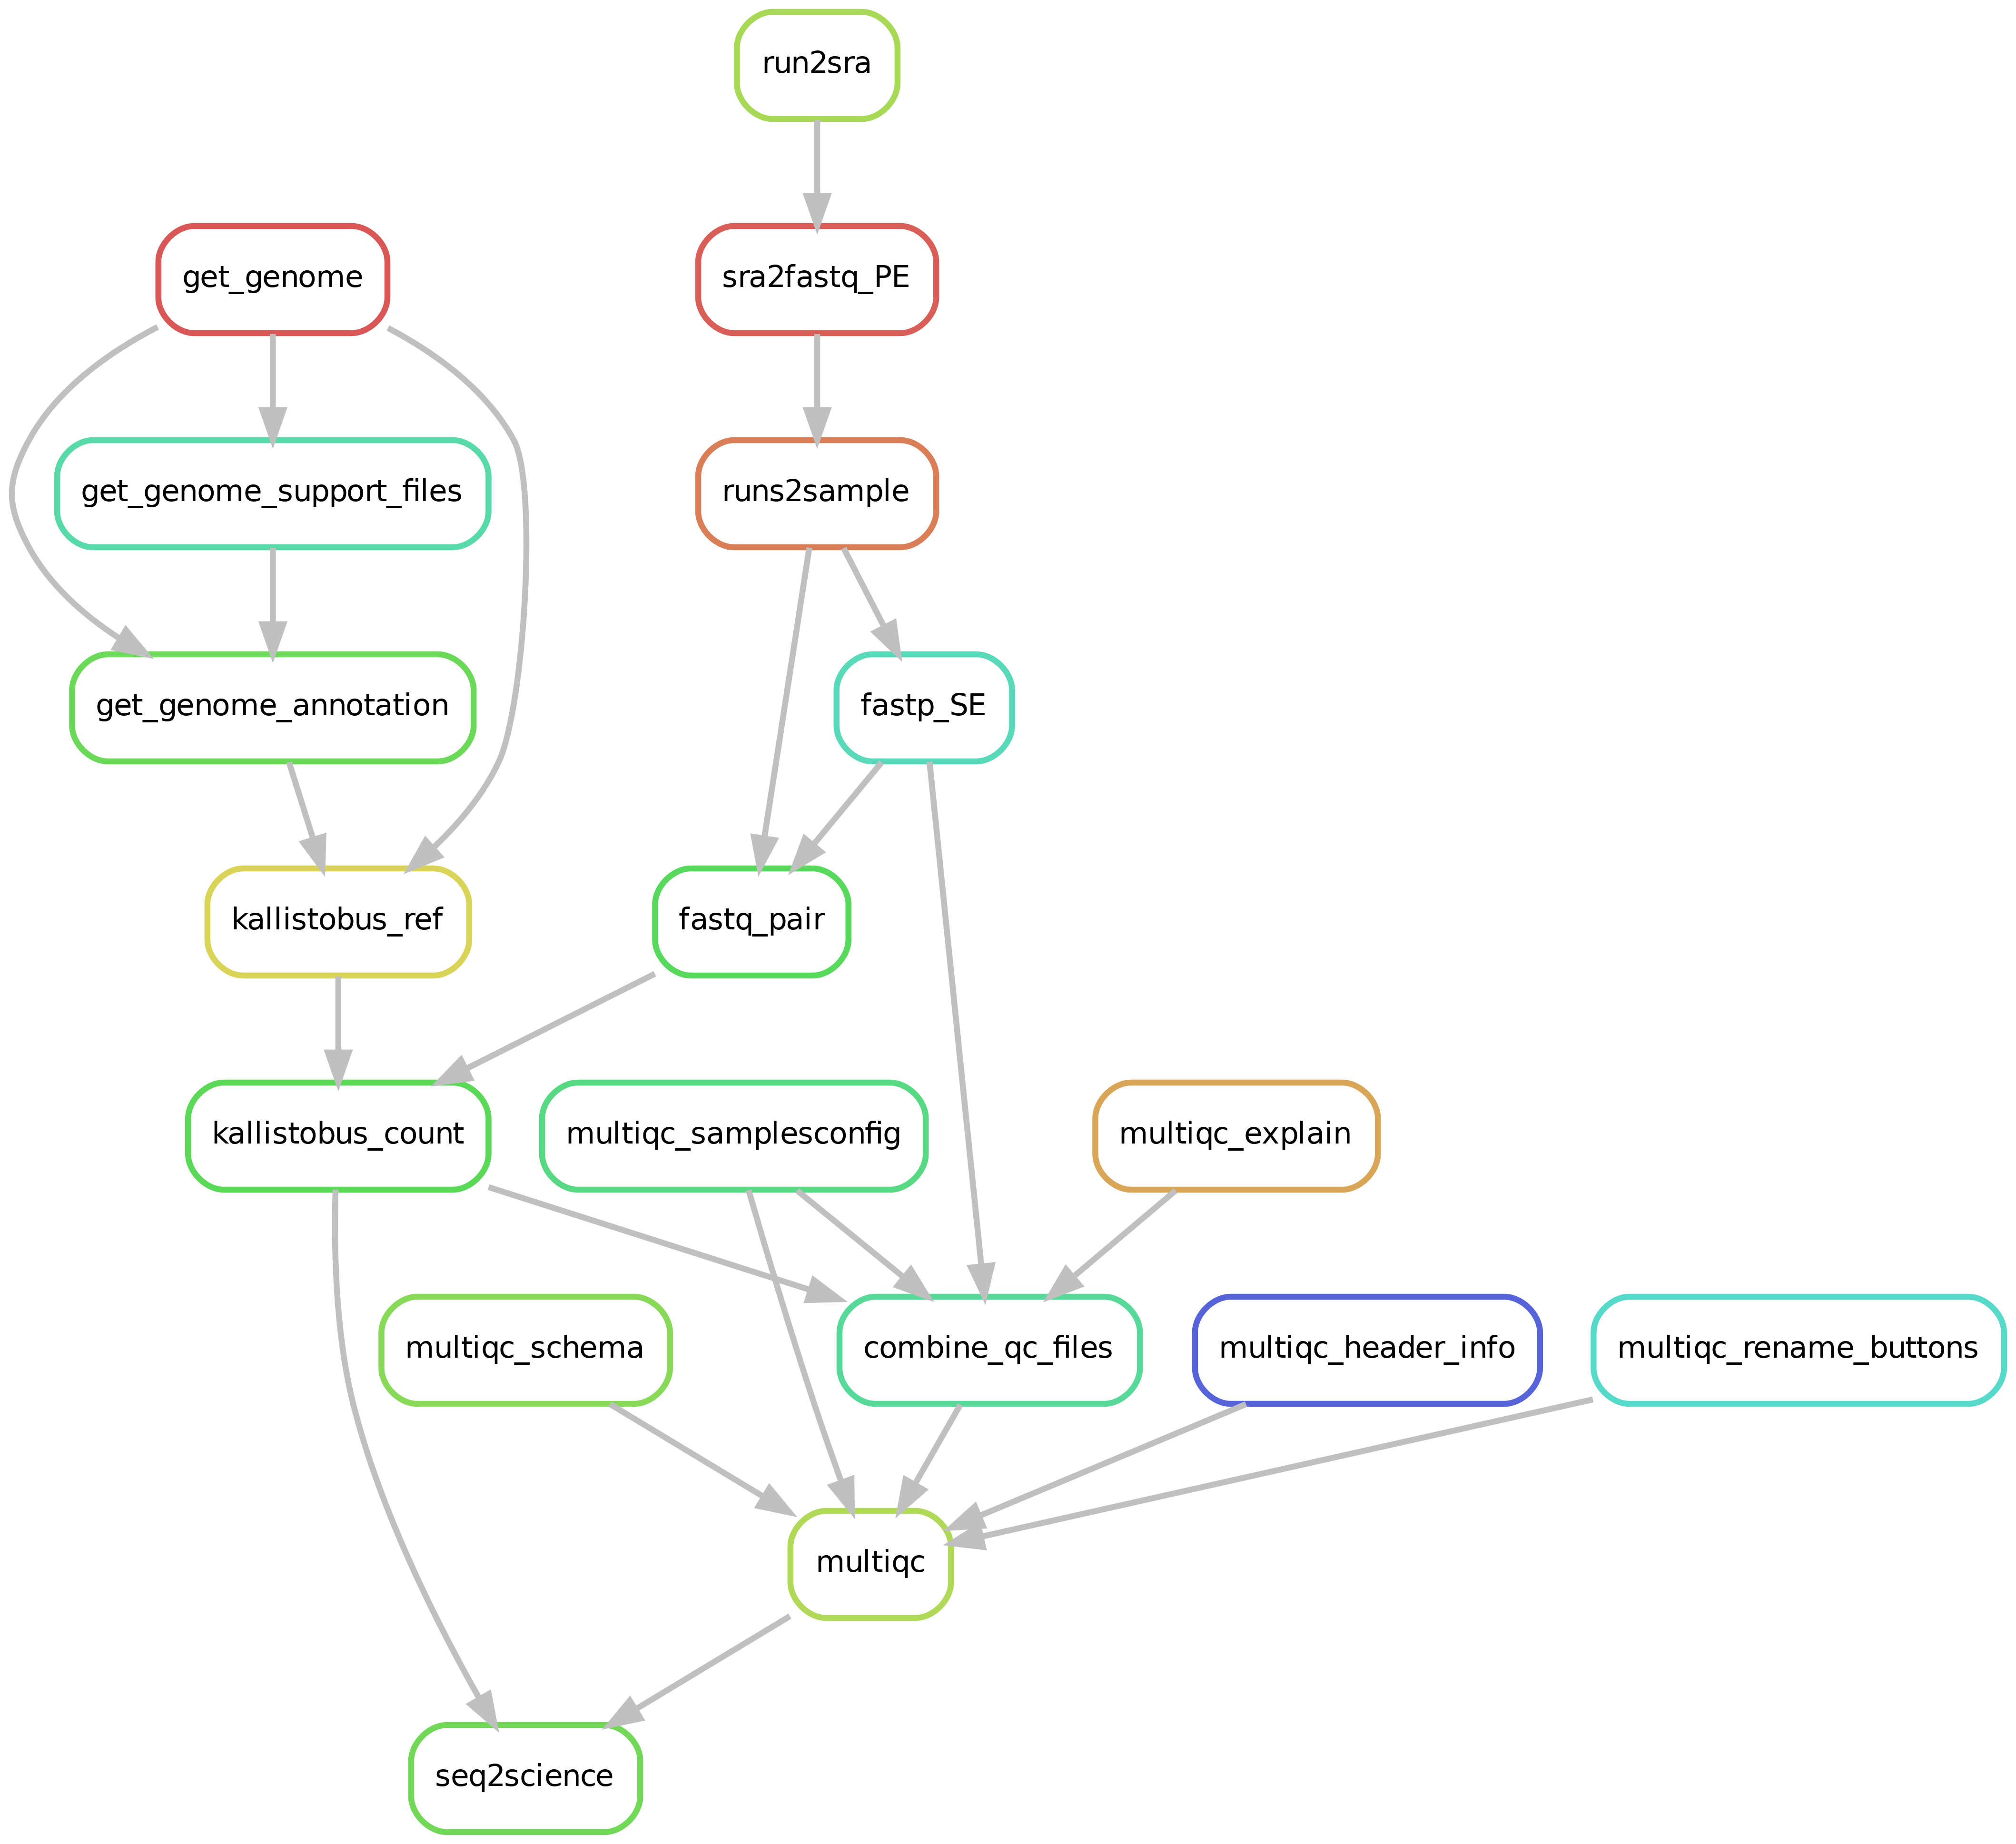 run2sra
get_genome
sra2fastq_PE
get_genome_support_files
runs2sample
get_genome_annotation
fastp_SE
kallistobus_ref
fastq_pair
kallistobus_count
multiqc_samplesconfig
multiqc_explain
multiqc_schema
combine_qc_files
multiqc_header_info
multiqc_rename_buttons
multiqc
seq2science